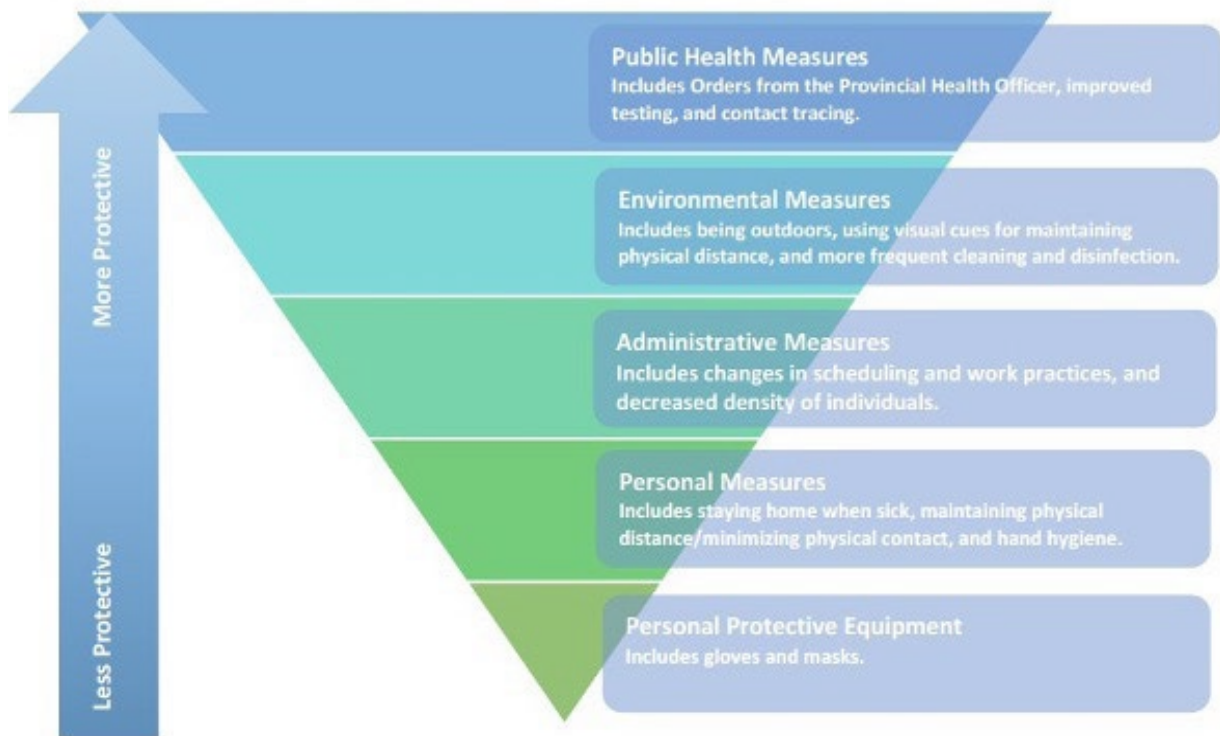 More Protective
Less Protective
Public Health Measures
Includes Orders from the Provincial Health Officer, improved
testing, and contact tracing.
Environmental Measures
Includes being outdoors, using visual cues for maintaining
physical distance, and more frequent cleaning and disinfection.
Administrative Measures
Includes changes in scheduling and work practices, and
decreased density of individuals.
Personal Measures
Includes staying home when sick, maintaining physical
distance/minimizing physical contact, and hand hygiene.
Personal Protective Equipment
Includes gloves and masks.